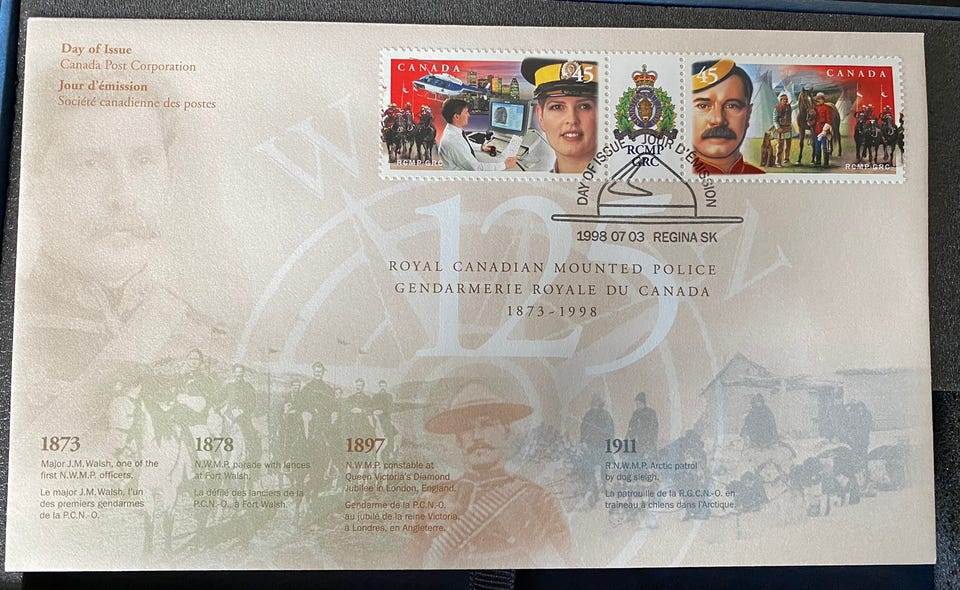 Day of Issue
Canada Post Corporation
Jour d'émission
Société canadienne des postes
CANADA 45
RCMP·GRC
RCMP
GRC
45 CANADA
RCMP·GRC
DAY OF ISSUE JOUR D'ÉMISSION
1998 07 03 REGINA SK
125
W
N
ROYAL CANADIAN MOUNTED POLICE
GENDARMERIE ROYALE DU CANADA
1873-1998
1873
Major J.M. Walsh, one of the
first N.W.M.P. officers.
Le major J.M. Walsh, l'un
des premiers gendarmes
de la P.C.N.-O.
1878
N.W.M.P. parade with lances
at Fort Walsh.
La défilé des lanciers de la
P.C.N.-O. à Fort Walsh.
1897
N.W.M.P. constable at
Queen Victoria's Diamond
Jubilee in London, England.
Gendarme de la P.C.N.-O.
au jubilé de la reine Victoria,
à Londres, en Angleterre.
1911
R.N.W.M.P. Arctic patrol
by dog sleigh.
La patrouille de la R.G.C.N.-O. en
traîneau à chiens dans l'Arctique.